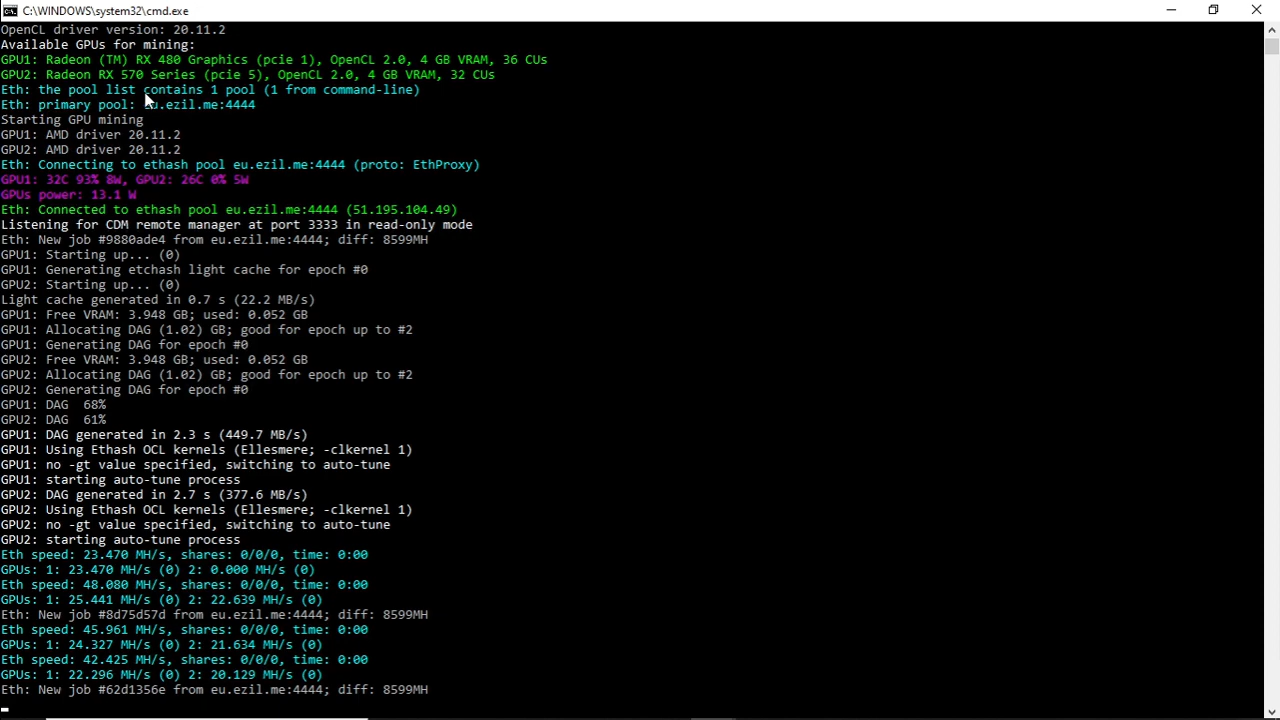 C:\WINDOWS\system32\cmd.exe
OpenCL driver version: 20.11.2
Available GPUs for mining:
GPU1: Radeon (TM) RX 480 Graphics (pcie 1), OpenCL 2.0, 4 GB VRAM, 36 CUs
GPU2: Radeon RX 570 Series (pcie 5), OpenCL 2.0, 4 GB VRAM, 32 CUs
Eth: the pool list contains 1 pool (1 from command-line)
Eth: primary pool: eu.ezil.me:4444
Starting GPU mining
GPU1: AMD driver 20.11.2
GPU2: AMD driver 20.11.2
Eth: Connecting to ethash pool eu.ezil.me:4444 (proto: EthProxy)
GPU1: 32C 93% 8W, GPU2: 26C 0% 5W
GPUs power: 13.1 W
Eth: Connected to ethash pool eu.ezil.me:4444 (51.195.104.49)
Listening for CDM remote manager at port 3333 in read-only mode
Eth: New job #9880ade4 from eu.ezil.me:4444; diff: 8599MH
GPU1: Starting up... (0)
GPU1: Generating etchash light cache for epoch #0
GPU2: Starting up... (0)
Light cache generated in 0.7 s (22.2 MB/s)
GPU1: Free VRAM: 3.948 GB; used: 0.052 GB
GPU1: Allocating DAG (1.02) GB; good for epoch up to #2
GPU1: Generating DAG for epoch #0
GPU2: Free VRAM: 3.948 GB; used: 0.052 GB
GPU2: Allocating DAG (1.02) GB; good for epoch up to #2
GPU2: Generating DAG for epoch #0
GPU1: DAG  68%
GPU2: DAG  61%
GPU1: DAG generated in 2.3 s (449.7 MB/s)
GPU1: Using Ethash OCL kernels (Ellesmere; -clkernel 1)
GPU1: no -gt value specified, switching to auto-tune
GPU1: starting auto-tune process
GPU2: DAG generated in 2.7 s (377.6 MB/s)
GPU2: Using Ethash OCL kernels (Ellesmere; -clkernel 1)
GPU2: no -gt value specified, switching to auto-tune
GPU2: starting auto-tune process
Eth speed: 23.470 MH/s, shares: 0/0/0, time: 0:00
GPUs: 1: 23.470 MH/s (0) 2: 0.000 MH/s (0)
Eth speed: 48.080 MH/s, shares: 0/0/0, time: 0:00
GPUs: 1: 25.441 MH/s (0) 2: 22.639 MH/s (0)
Eth: New job #8d75d57d from eu.ezil.me:4444; diff: 8599MH
Eth speed: 45.961 MH/s, shares: 0/0/0, time: 0:00
GPUs: 1: 24.327 MH/s (0) 2: 21.634 MH/s (0)
Eth speed: 42.425 MH/s, shares: 0/0/0, time: 0:00
GPUs: 1: 22.296 MH/s (0) 2: 20.129 MH/s (0)
Eth: New job #62d1356e from eu.ezil.me:4444; diff: 8599MH